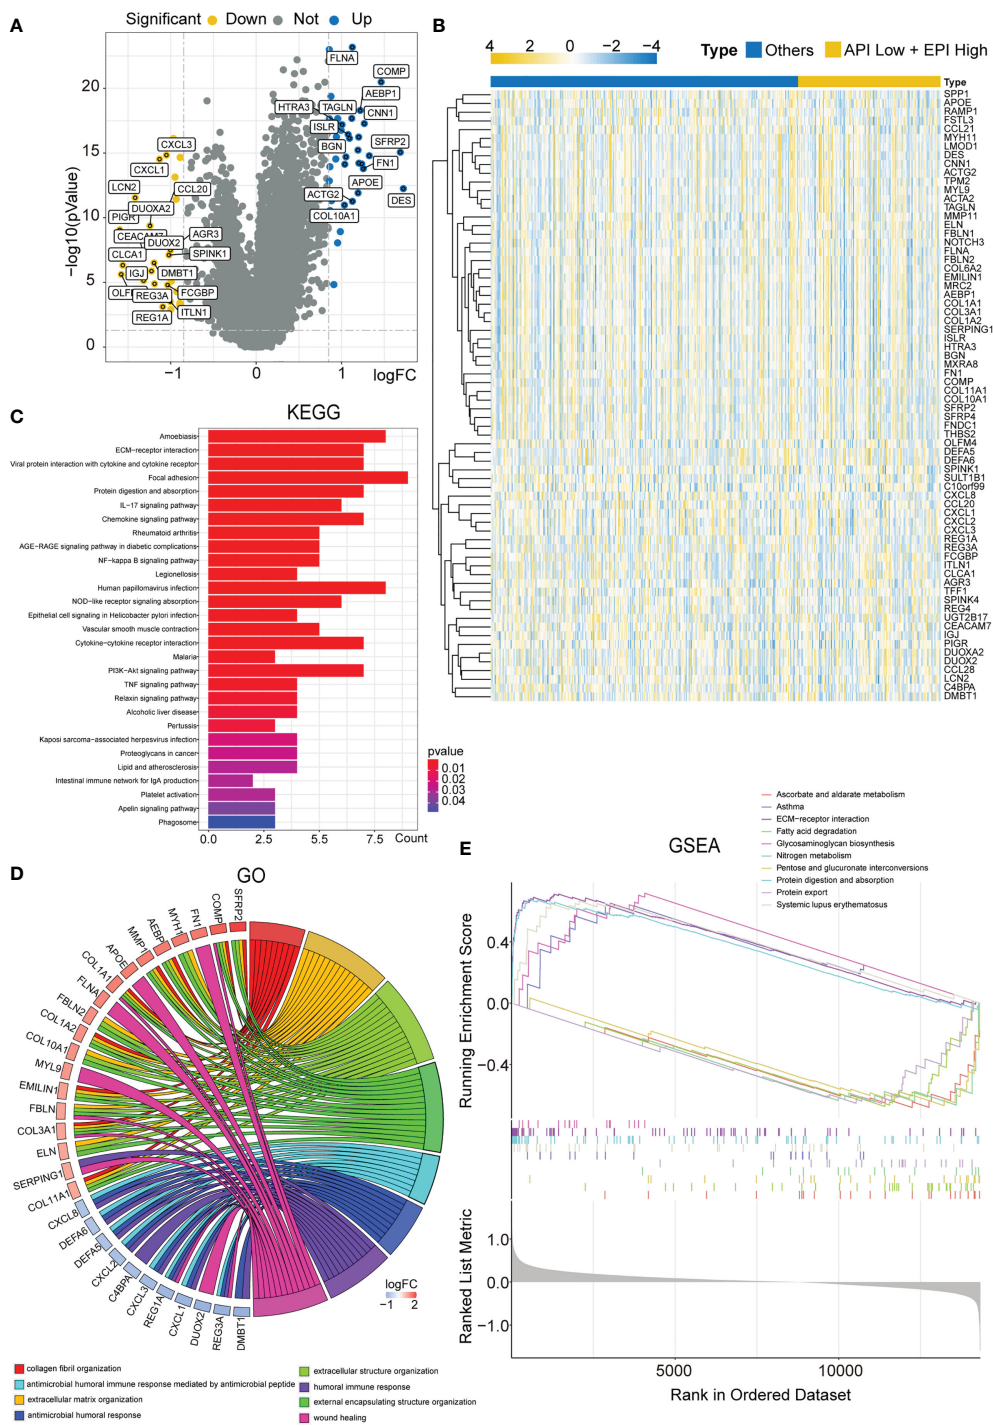 A
Significant Down Not Up
FLNA
COMP
AEBP1
HTRA3
TAGLN
CNN1
ISLR
SFRP2
BGN
FN1
APOE
ACTG2
DES
COL10A1
CXCL3
CXCL1
LCN2
CCL20
DUOXA2
PIGR
CEACAM7
AGR3
DUOX2
CLCA1
SPINK1
IGJ
DMBT1
FCGBP
REG3A
ITLN1
REG1A
20
15
10
5
0
−1
0
1
logFC
−log10(pValue)
B
4 2 0 −2 −4
Type Others API Low + EPI High
Type
SPP1
APOE
RAMP1
FSTL3
CCL21
MYH11
LMOD1
DES
CNN1
ACTG2
TPM2
MYL9
ACTA2
TAGLN
MMP11
ELN
FBLN1
NOTCH3
FLNA
FBLN2
COL6A2
EMILIN1
MRC2
AEBP1
COL1A1
COL3A1
COL1A2
SERPING1
ISLR
HTRA3
BGN
MXRA8
FN1
COMP
COL11A1
COL10A1
SFRP2
SFRP4
FNDC1
THBS2
OLFM4
DEFA5
DEFA6
SPINK1
SULT1B1
C10orf99
CXCL8
CCL20
CXCL1
CXCL2
CXCL3
REG1A
REG3A
FCGBP
ITLN1
CLCA1
AGR3
TFF1
SPINK4
REG4
UGT2B17
CEACAM7
IGJ
PIGR
DUOXA2
DUOX2
CCL28
LCN2
C4BPA
DMBT1
C
KEGG
Amoebiasis
ECM−receptor interaction
Viral protein interaction with cytokine and cytokine receptor
Focal adhesion
Protein digestion and absorption
IL−17 signaling pathway
Chemokine signaling pathway
Rheumatoid arthritis
AGE−RAGE signaling pathway in diabetic complications
NF−kappa B signaling pathway
Legionellosis
Human papillomavirus infection
NOD−like receptor signaling absorption
Epithelial cell signaling in Helicobacter pylori infection
Vascular smooth muscle contraction
Cytokine−cytokine receptor interaction
Malaria
PI3K−Akt signaling pathway
TNF signaling pathway
Relaxin signaling pathway
Alcoholic liver disease
Pertussis
Kaposi sarcoma−associated herpesvirus infection
Proteoglycans in cancer
Lipid and atherosclerosis
Intestinal immune network for IgA production
Platelet activation
Apelin signaling pathway
Phagosome
0.0 2.5 5.0 7.5 Count
pvalue
0.01
0.02
0.03
0.04
D
GO
SFRP2
COMP
FN1
MYH1
AEBP
MMP1
APOE
COL1A1
FLNA
FBLN2
COL1A2
COL10A1
MYL9
EMILIN1
FBLN
COL3A1
ELN
SERPING1
COL11A1
CXCL8
DEFA6
DEFA5
CXCL2
C4BPA
CXCL3
REG1A
CXCL1
DUOX2
REG3A
DMBT1
logFC
−1 2
collagen fibril organization
antimicrobial humoral immune response mediated by antimicrobial peptide
extracellular matrix organization
antimicrobial humoral response
extracellular structure organization
humoral immune response
external encapsulating structure organization
wound healing
E
GSEA
Ascorbate and aldarate metabolism
Asthma
ECM−receptor interaction
Fatty acid degradation
Glycosaminoglycan biosynthesis
Nitrogen metabolism
Pentose and glucuronate interconversions
Protein digestion and absorption
Protein export
Systemic lupus erythematosus
0.4
0.0
−0.4
Running Enrichment Score
1.0
0.0
−1.0
Ranked List Metric
5000 10000
Rank in Ordered Dataset